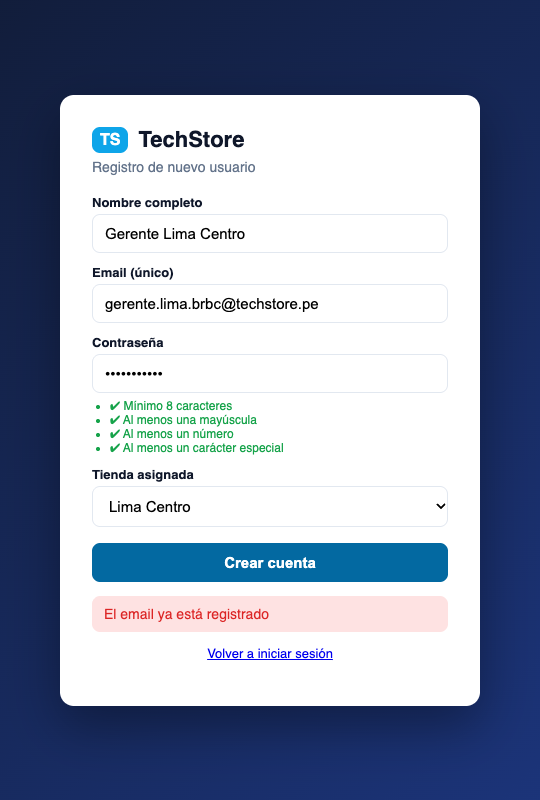 TS TechStore
Registro de nuevo usuario
Nombre completo
Gerente Lima Centro
Email (único)
gerente.lima.brbc@techstore.pe
Contraseña
•••••••••••
✔ Mínimo 8 caracteres
✔ Al menos una mayúscula
✔ Al menos un número
✔ Al menos un carácter especial
Tienda asignada
Lima Centro
Crear cuenta
El email ya está registrado
Volver a iniciar sesión